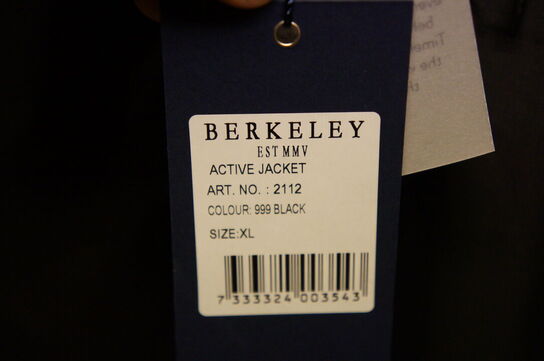 BERKELEY
EST MMV
ACTIVE JACKET
ART. NO. : 2112
COLOUR: 999 BLACK
SIZE:XL
7 333324 003543